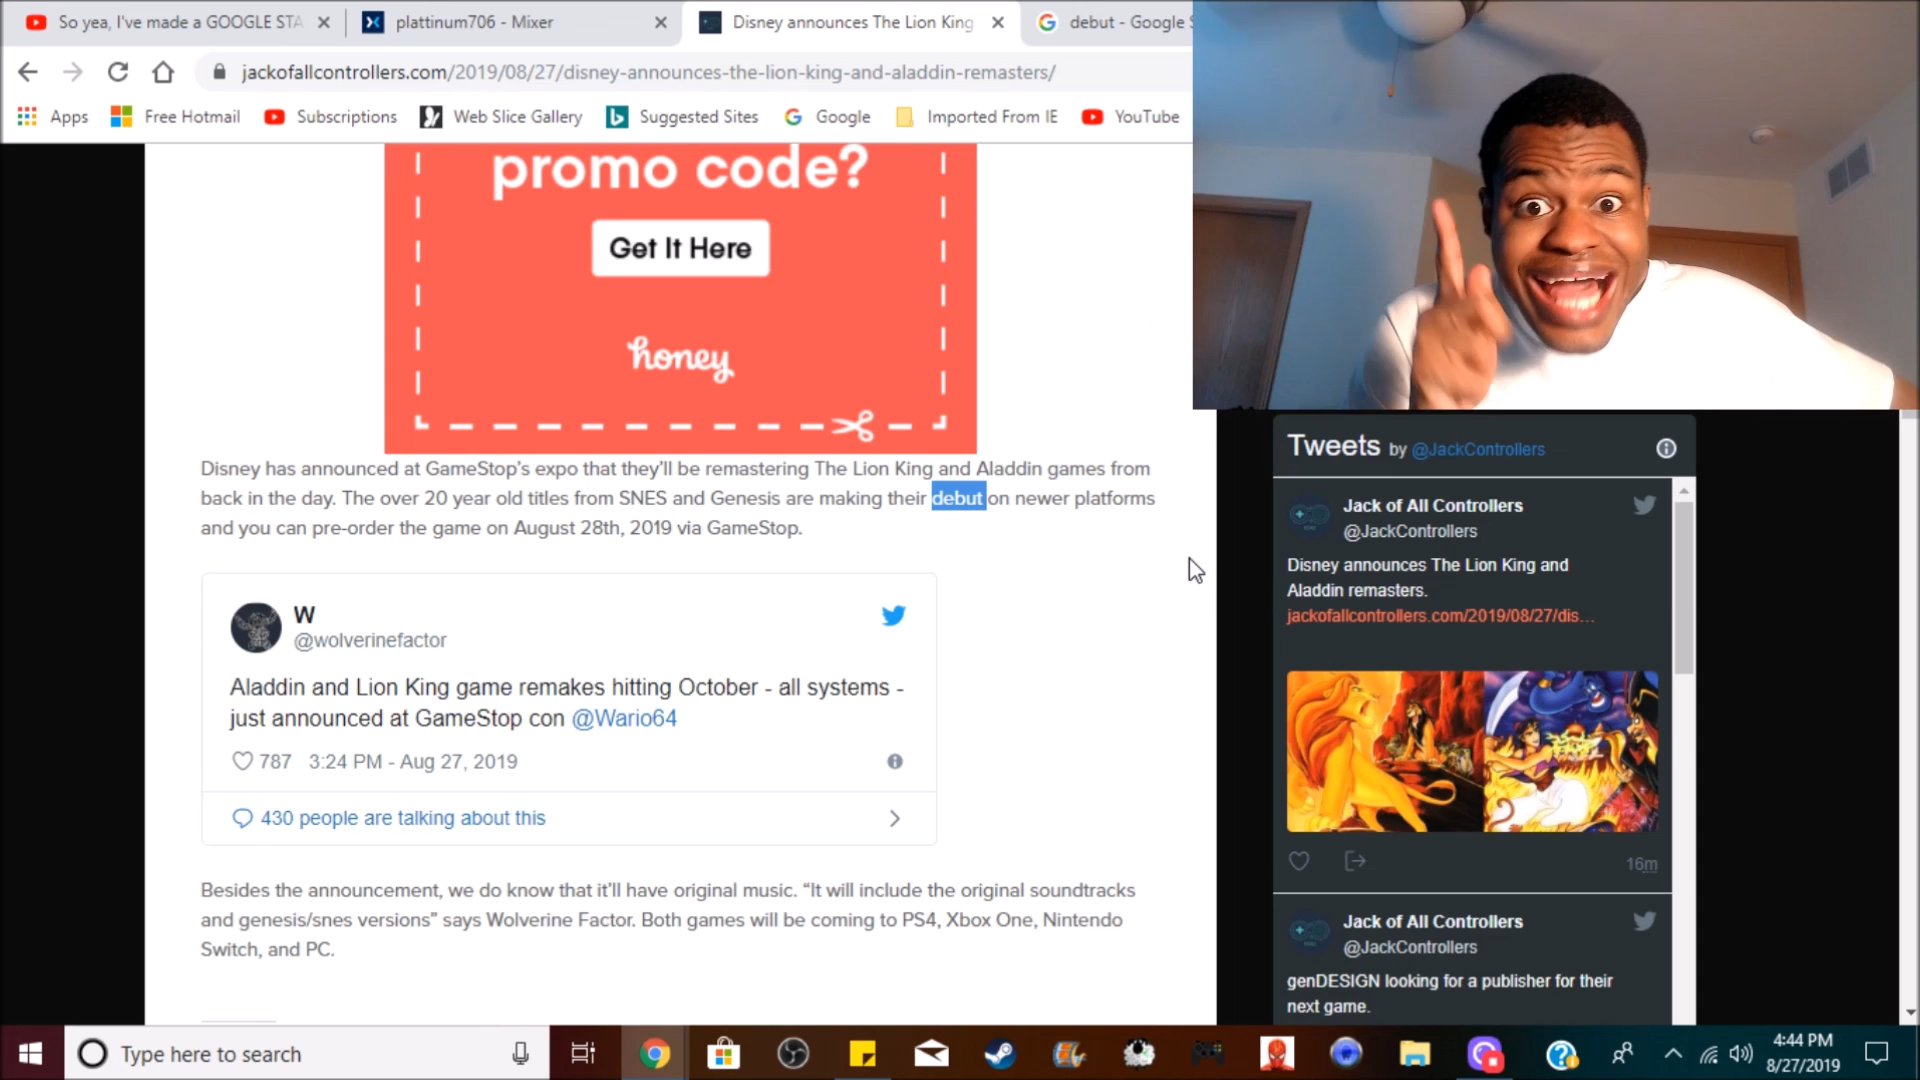 So yea, I've made a GOOGLE STA
plattinum706 - Mixer
Disney announces The Lion King
debut - Google S
jackofallcontrollers.com/2019/08/27/disney-announces-the-lion-king-and-aladdin-remasters/
Apps
Free Hotmail
Subscriptions
Web Slice Gallery
Suggested Sites
Google
Imported From IE
YouTube
promo code?
Get It Here
honey
Disney has announced at GameStop's expo that they'll be remastering The Lion King and Aladdin games from
back in the day. The over 20 year old titles from SNES and Genesis are making their debut on newer platforms
and you can pre-order the game on August 28th, 2019 via GameStop.
W
@wolverinefactor
Aladdin and Lion King game remakes hitting October - all systems -
just announced at GameStop con @Wario64
787 3:24 PM - Aug 27, 2019
430 people are talking about this
Besides the announcement, we do know that it'll have original music. “It will include the original soundtracks
and genesis/snes versions” says Wolverine Factor. Both games will be coming to PS4, Xbox One, Nintendo
Switch, and PC.
Tweets by @JackControllers
Jack of All Controllers
@JackControllers
Disney announces The Lion King and
Aladdin remasters.
jackofallcontrollers.com/2019/08/27/dis…
16m
Jack of All Controllers
@JackControllers
genDESIGN looking for a publisher for their
next game.
Type here to search
4:44 PM
8/27/2019